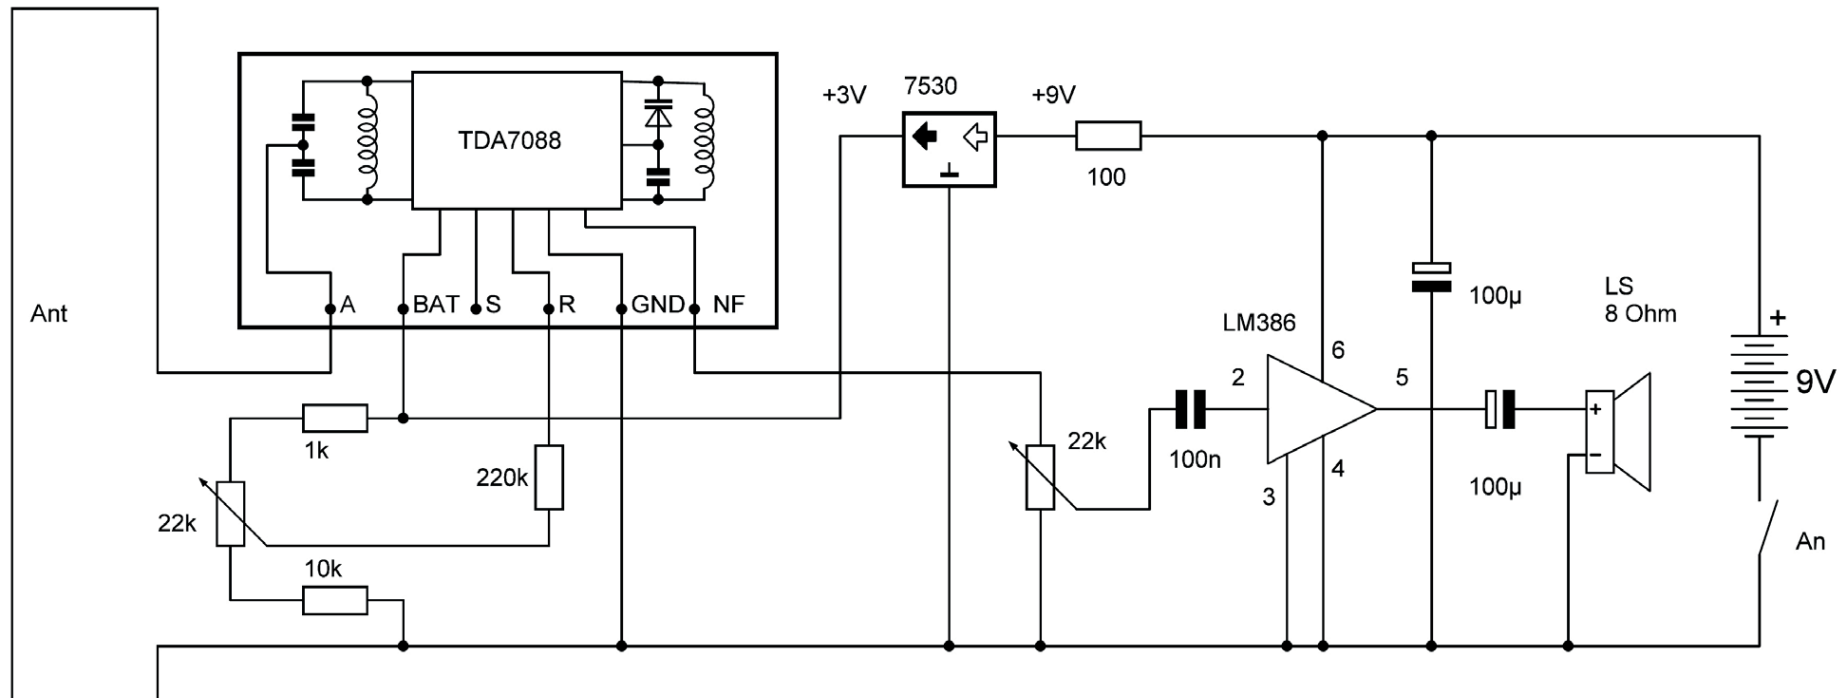 Ant
TDA7088
A
BAT
S
R
GND
NF
1k
22k
220k
10k
+3V
7530
+9V
100
22k
100n
LM386
2
6
5
3
4
100µ
100µ
LS
8 Ohm
+
-
+
9V
An